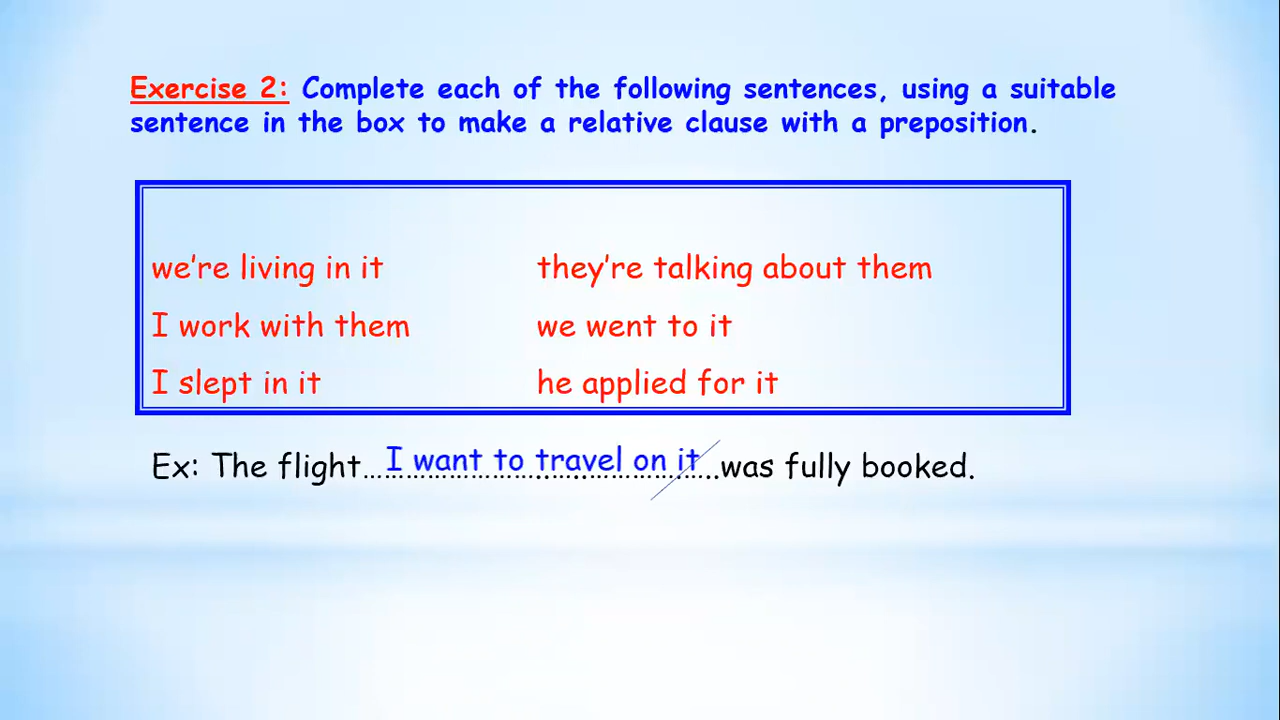 Exercise 2: Complete each of the following sentences, using a suitable
sentence in the box to make a relative clause with a preposition.
we're living in it they're talking about them
I work with them we went to it
I slept in it he applied for it
Ex: The flight…I want to travel on it…was fully booked.